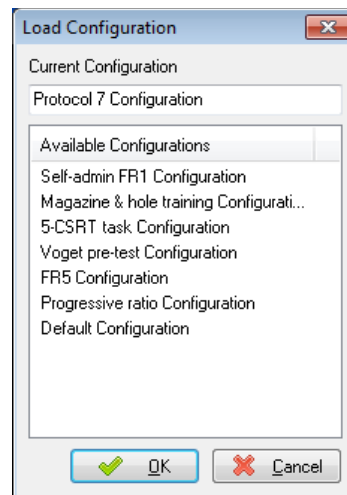 Load Configuration
Current Configuration
Protocol 7 Configuration
Available Configurations
Self-admin FR1 Configuration
Magazine & hole training Configurati...
5-CSRT task Configuration
Voget pre-test Configuration
FR5 Configuration
Progressive ratio Configuration
Default Configuration
OK Cancel